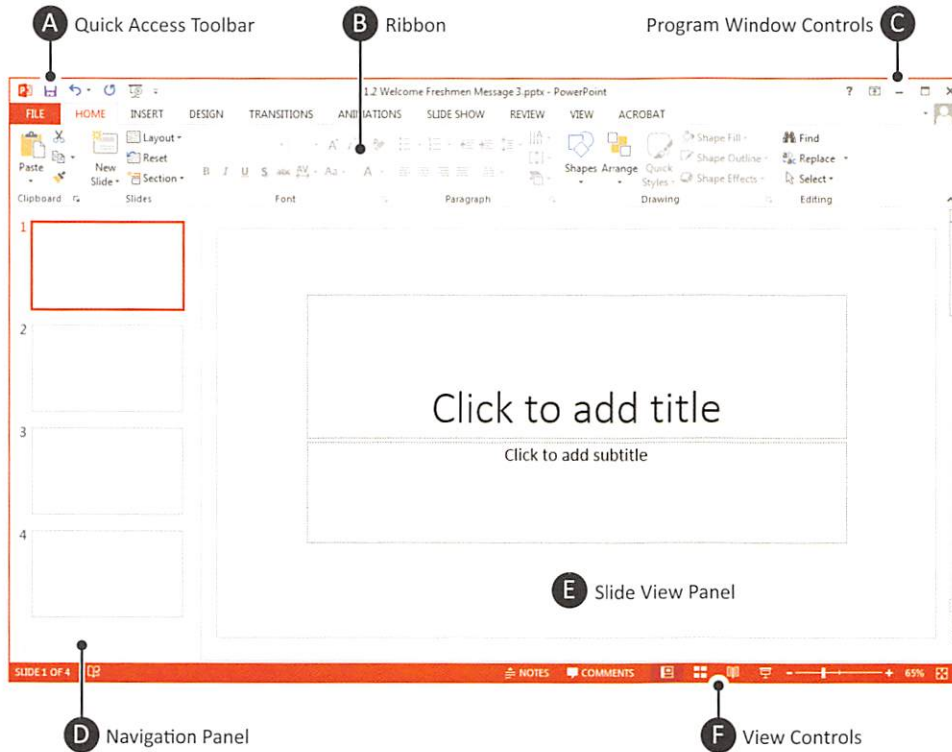 A Quick Access Toolbar
B Ribbon
Program Window Controls C
1.2 Welcome Freshmen Message 3.pptx - PowerPoint ?
FILE HOME INSERT DESIGN TRANSITIONS ANIMATIONS SLIDE SHOW REVIEW VIEW ACROBAT
Layout
Shape Fill
Find
Paste
New
Slide
Reset
Section
B I U S abc AV Aa A
Shapes Arrange Quick
Styles
Shape Outline
Shape Effects
Replace
Select
Clipboard Slides Font Paragraph Drawing Editing
1
2
3
4
Click to add title
Click to add subtitle
E Slide View Panel
SLIDE 1 OF 4 NOTES COMMENTS 65%
D Navigation Panel
F View Controls